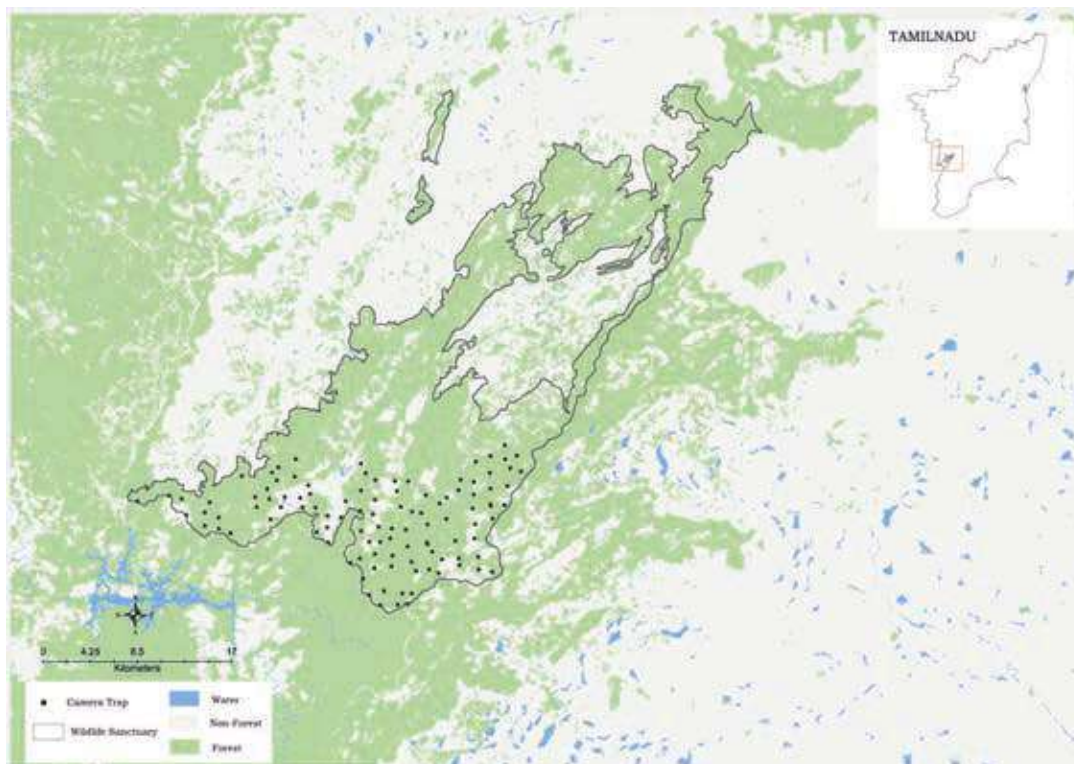 TAMILNADU
0 4.25 8.5 17
Kilometers
Camera Trap
Wildlife Sanctuary
Water
Non-Forest
Forest